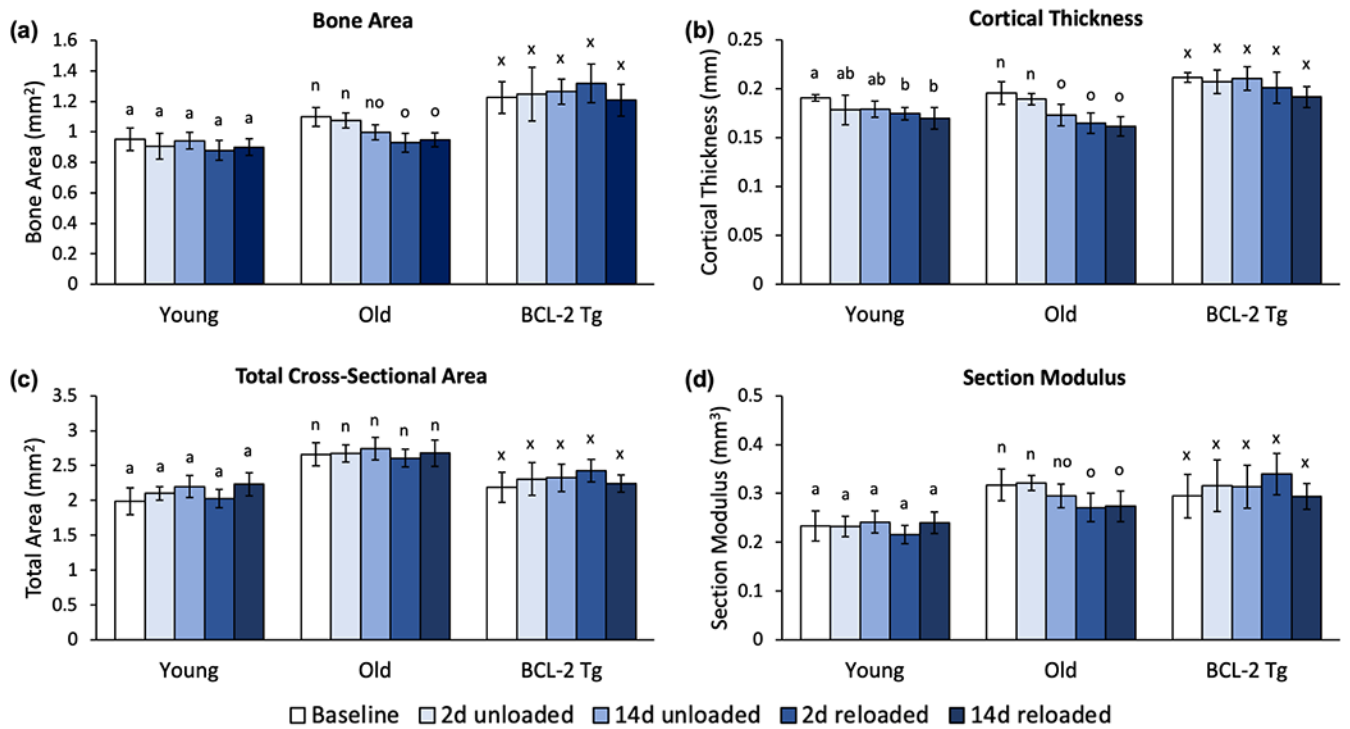 (a)
Bone Area
Bone Area (mm²)
1.6
1.4
1.2
1
0.8
0.6
0.4
0.2
0
a a a a a
n n no o o
x x x x x
Young Old BCL-2 Tg
(b)
Cortical Thickness
Cortical Thickness (mm)
0.25
0.2
0.15
0.1
0.05
0
a ab ab b b
n n o o o
x x x x x
Young Old BCL-2 Tg
(c)
Total Cross-Sectional Area
Total Area (mm²)
3.5
3
2.5
2
1.5
1
0.5
0
a a a a a
n n n n n
x x x x x
Young Old BCL-2 Tg
(d)
Section Modulus
Section Modulus (mm³)
0.5
0.4
0.3
0.2
0.1
0
a a a a a
n n no o o
x x x x x
Young Old BCL-2 Tg
Baseline 2d unloaded 14d unloaded 2d reloaded 14d reloaded